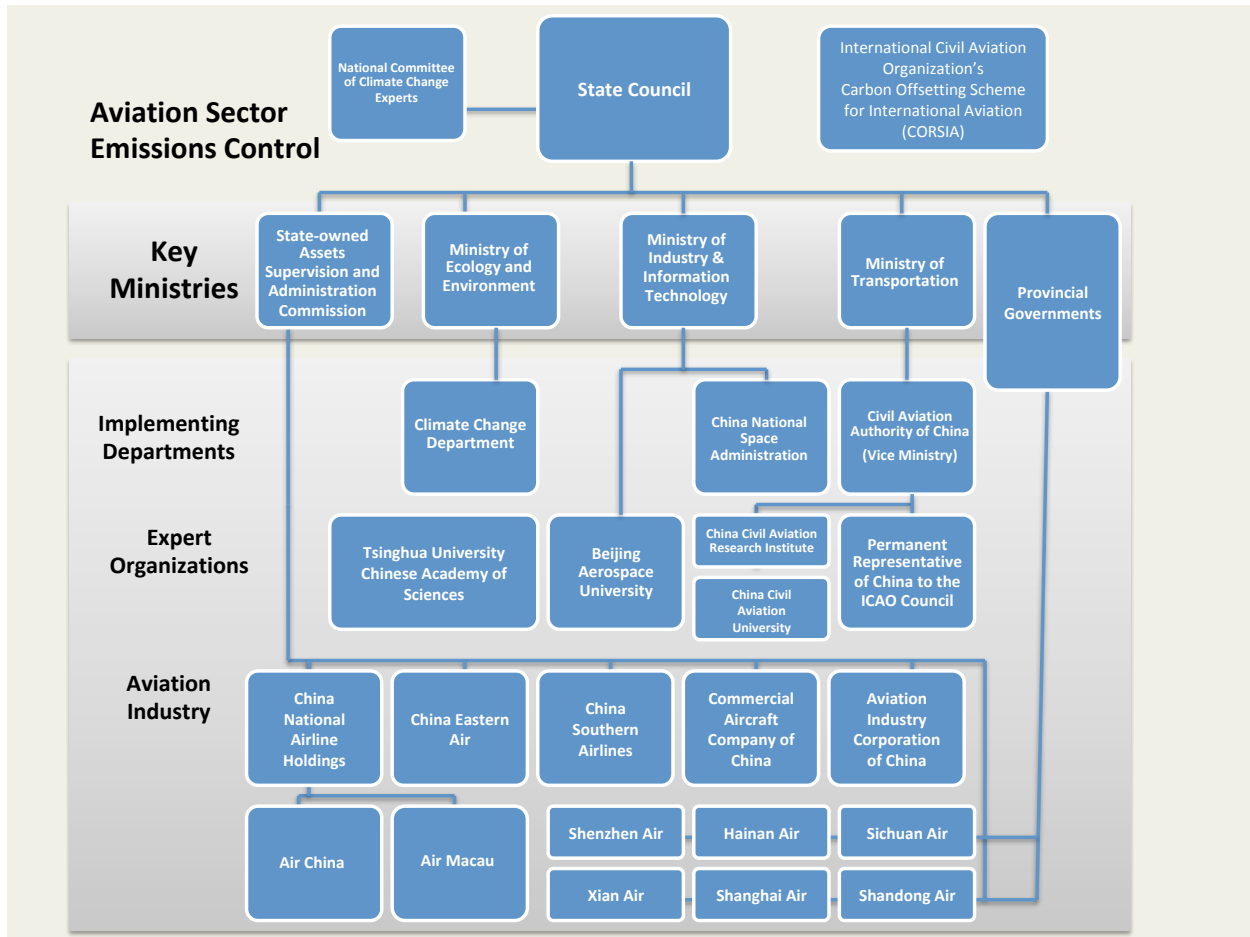 National Committee
of Climate Change
Experts
State Council
International Civil Aviation
Organization's
Carbon Offsetting Scheme
for International Aviation
(CORSIA)
Aviation Sector
Emissions Control
Key
Ministries
State-owned
Assets
Supervision and
Administration
Commission
Ministry of
Ecology and
Environment
Ministry of
Industry &
Information
Technology
Ministry of
Transportation
Provincial
Governments
Implementing
Departments
Climate Change
Department
China National
Space
Administration
Civil Aviation
Authority of China
(Vice Ministry)
Expert
Organizations
Tsinghua University
Chinese Academy of
Sciences
Beijing
Aerospace
University
China Civil Aviation
Research Institute
China Civil
Aviation
University
Permanent
Representative
of China to the
ICAO Council
Aviation
Industry
China
National
Airline
Holdings
China Eastern
Air
China
Southern
Airlines
Commercial
Aircraft
Company of
China
Aviation
Industry
Corporation
of China
Air China
Air Macau
Shenzhen Air
Hainan Air
Sichuan Air
Xian Air
Shanghai Air
Shandong Air